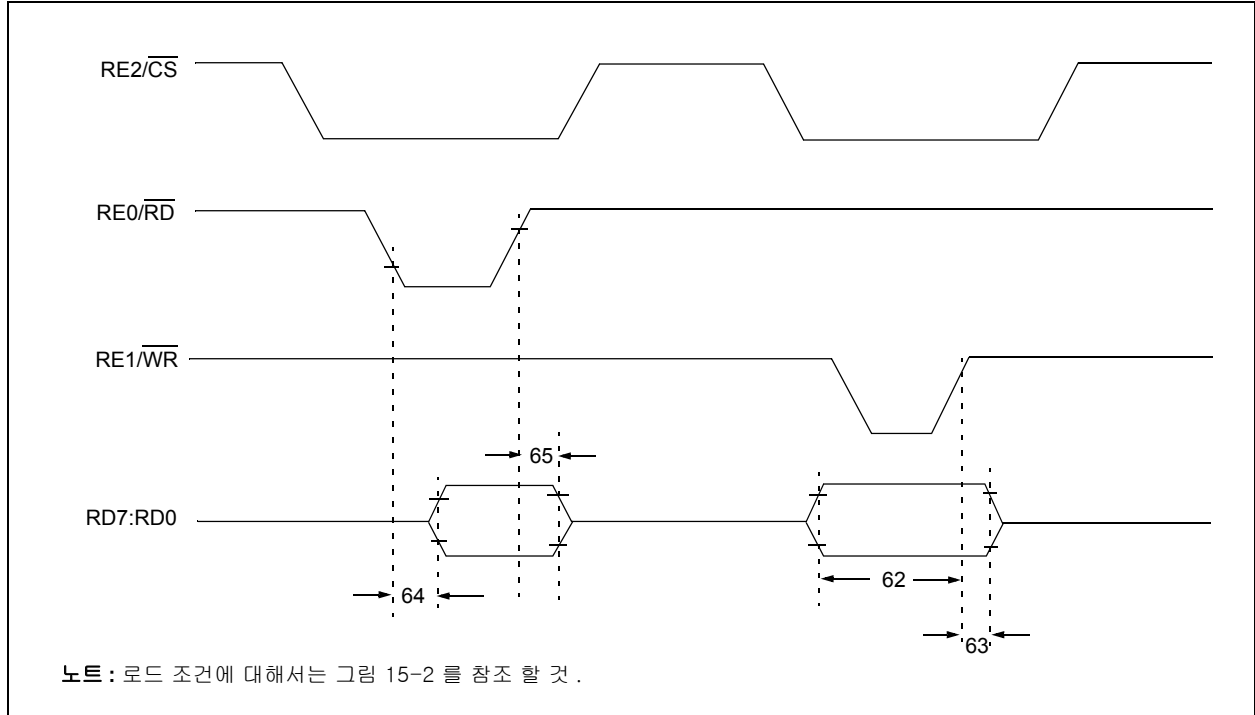 RE2/CS
RE0/RD
RE1/WR
65
RD7:RD0
62
64
63
노트 : 로드 조건에 대해서는 그림 15-2 를 참조 할 것 .